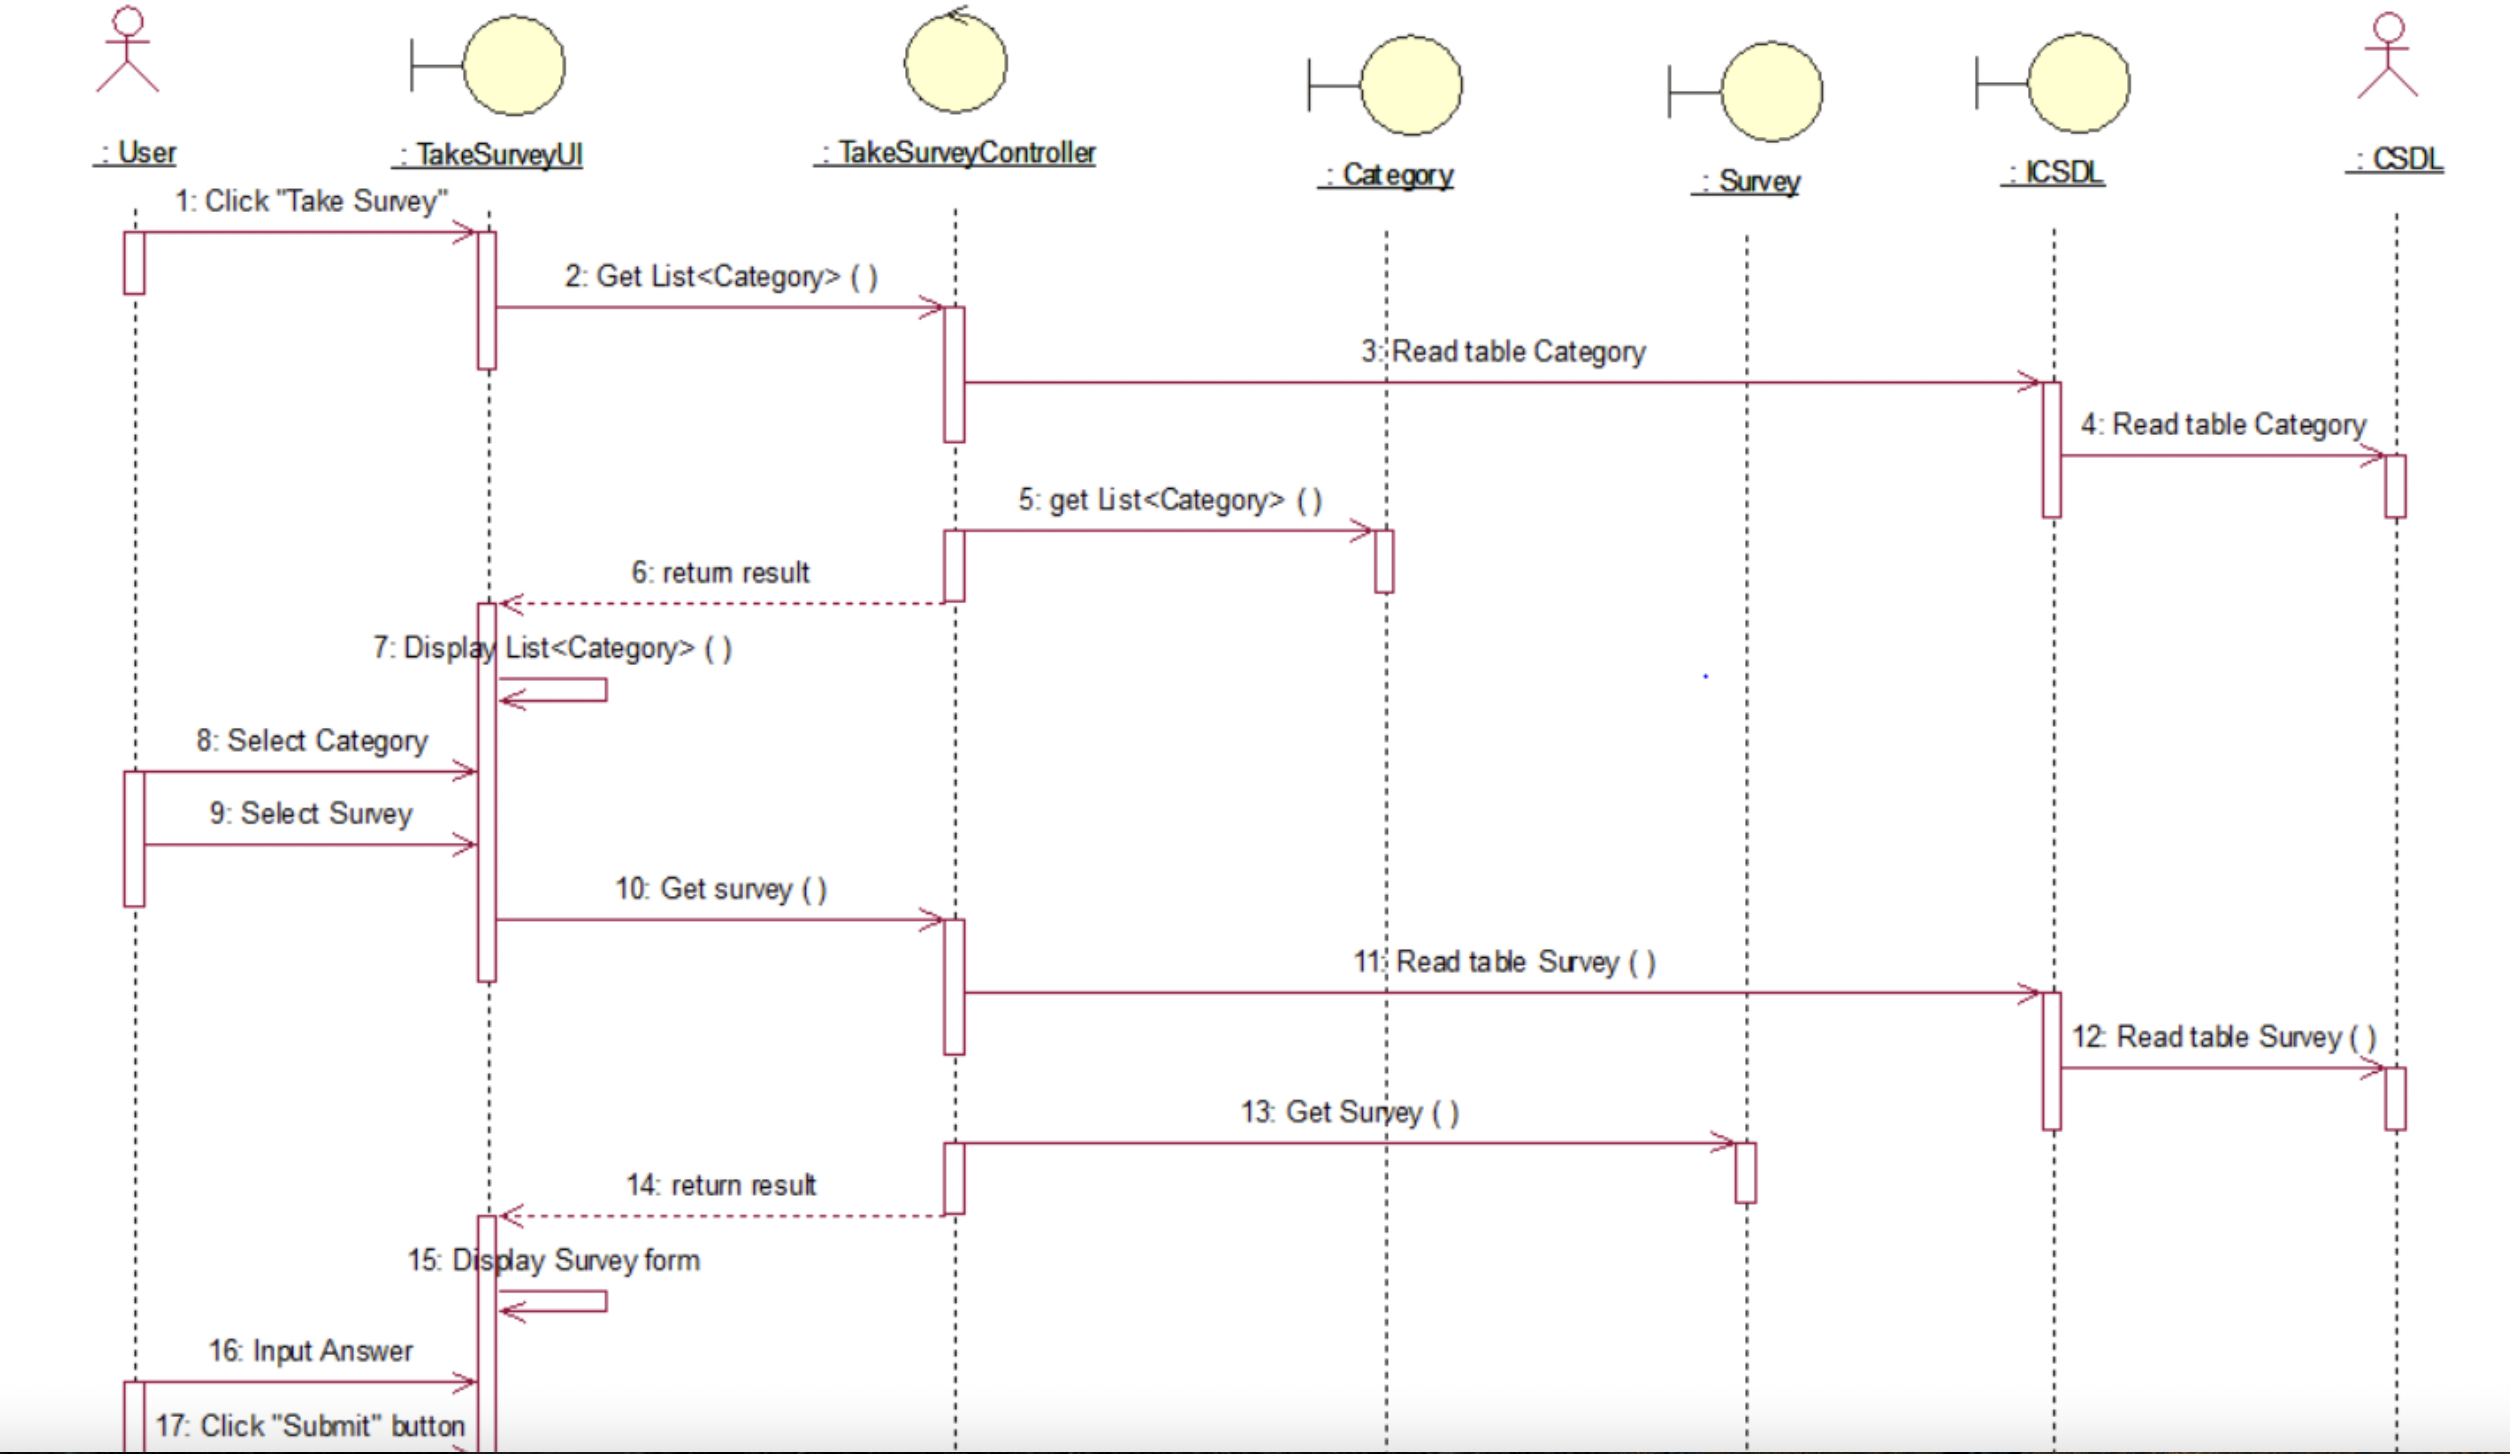 : User
: TakeSurveyUI
: TakeSurveyController
: Category
: Survey
: ICSDL
: CSDL
1: Click "Take Survey"
2: Get List<Category> ( )
3: Read table Category
4: Read table Category
5: get List<Category> ( )
6: return result
7: Display List<Category> ( )
8: Select Category
9: Select Survey
10: Get survey ( )
11: Read table Survey ( )
12: Read table Survey ( )
13: Get Survey ( )
14: return result
15: Display Survey form
16: Input Answer
17: Click "Submit" button